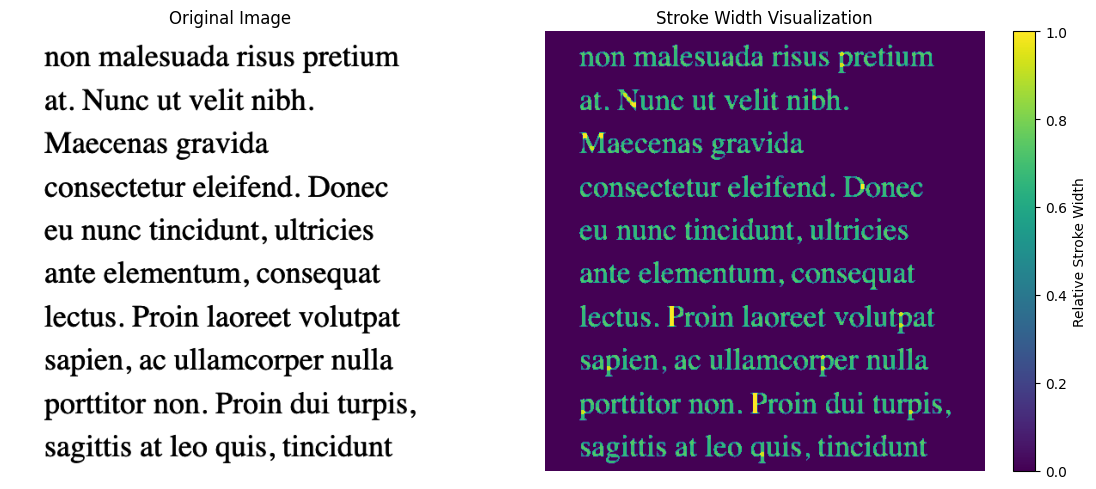 Original Image
non malesuada risus pretium
at. Nunc ut velit nibh.
Maecenas gravida
consectetur eleifend. Donec
eu nunc tincidunt, ultricies
ante elementum, consequat
lectus. Proin laoreet volutpat
sapien, ac ullamcorper nulla
porttitor non. Proin dui turpis,
sagittis at leo quis, tincidunt
Stroke Width Visualization
non malesuada risus pretium
at. Nunc ut velit nibh.
Maecenas gravida
consectetur eleifend. Donec
eu nunc tincidunt, ultricies
ante elementum, consequat
lectus. Proin laoreet volutpat
sapien, ac ullamcorper nulla
porttitor non. Proin dui turpis,
sagittis at leo quis, tincidunt
1.0
0.8
0.6
0.4
0.2
0.0
Relative Stroke Width